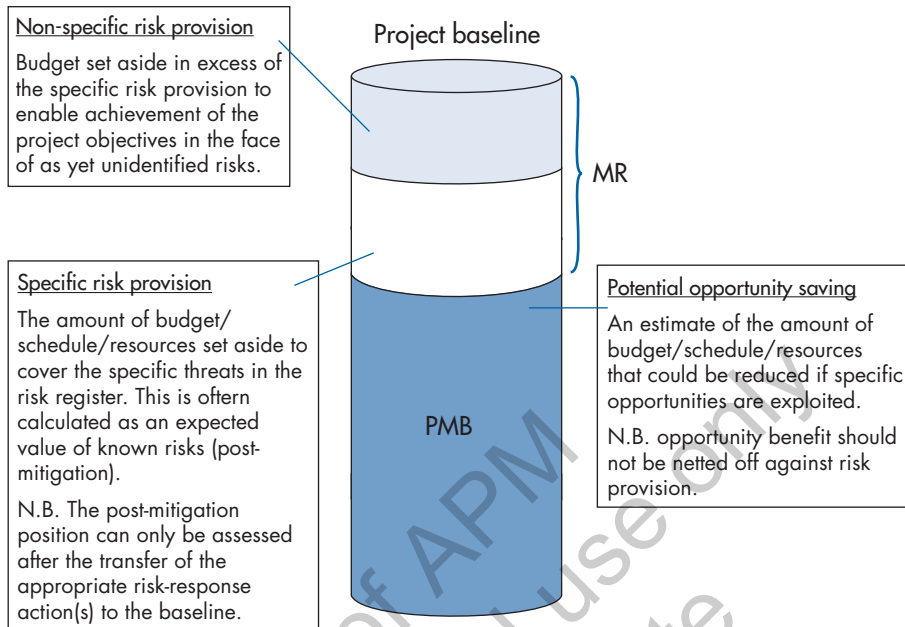 Non-specific risk provision
Budget set aside in excess of
the specific risk provision to
enable achievement of the
project objectives in the face
of as yet unidentified risks.
Project baseline
MR
Specific risk provision
The amount of budget/
schedule/resources set aside to
cover the specific threats in the
risk register. This is oftern
calculated as an expected
value of known risks (post-
mitigation).
N.B. The post-mitigation
position can only be assessed
after the transfer of the
appropriate risk-response
action(s) to the baseline.
PMB
Potential opportunity saving
An estimate of the amount of
budget/schedule/resources
that could be reduced if specific
opportunities are exploited.
N.B. opportunity benefit should
not be netted off against risk
provision.
of APM
use only